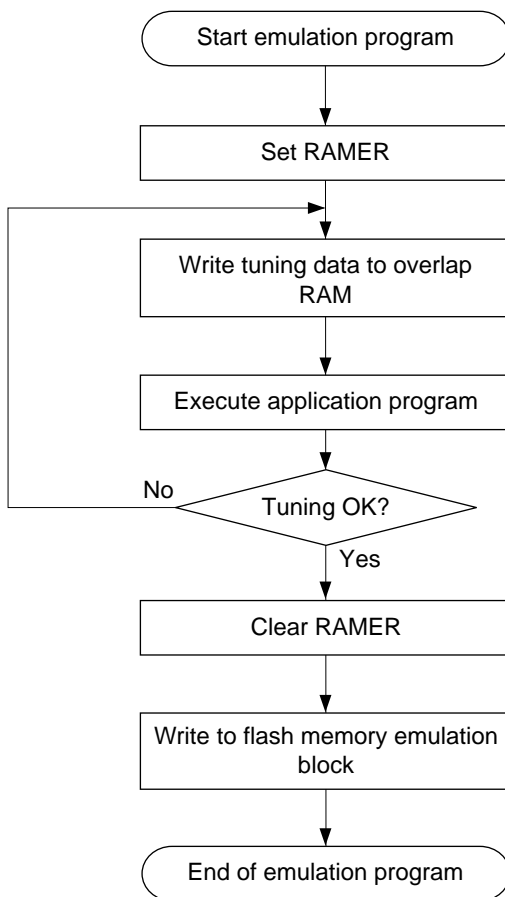 Start emulation program
Set RAMER
Write tuning data to overlap
RAM
Execute application program
No
Tuning OK?
Yes
Clear RAMER
Write to flash memory emulation
block
End of emulation program